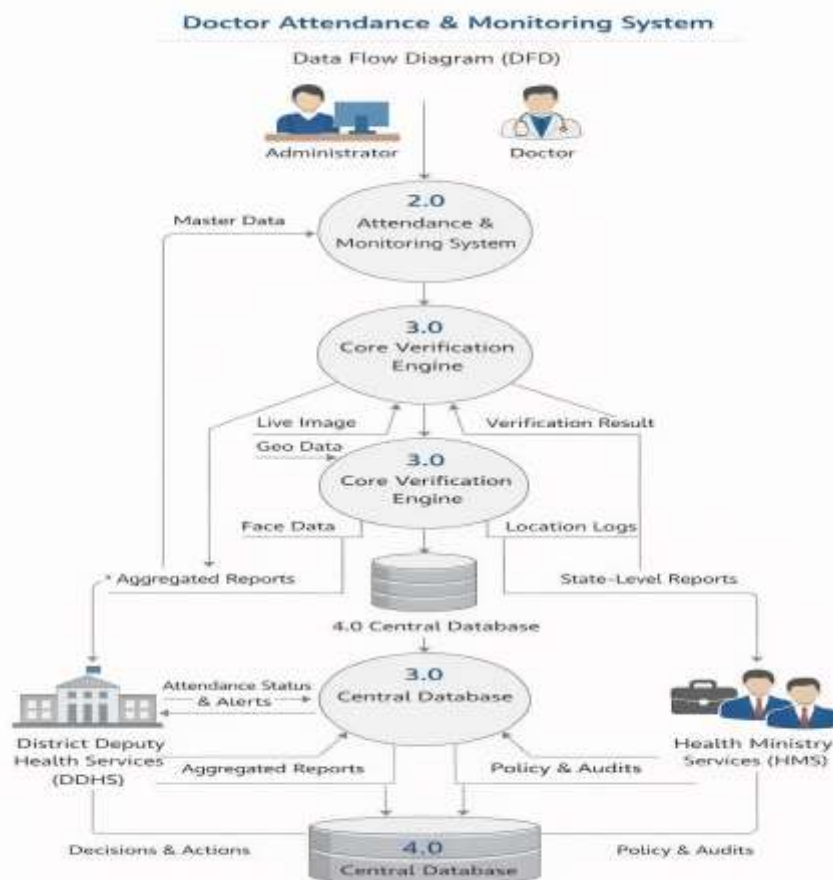 Doctor Attendance & Monitoring System
Data Flow Diagram (DFD)
Administrator
Doctor
2.0
Attendance &
Monitoring System
Master Data
3.0
Core Verification
Engine
Live Image
Verification Result
Geo Data
3.0
Core Verification
Engine
Face Data
Location Logs
* Aggregated Reports
State-Level Reports
4.0 Central Database
3.0
Central Database
Attendance Status
& Alerts
District Deputy
Health Services
(DDHS)
Health Ministry
Services (HMS)
Aggregated Reports
Policy & Audits
Decisions & Actions
4.0
Central Database
Policy & Audits